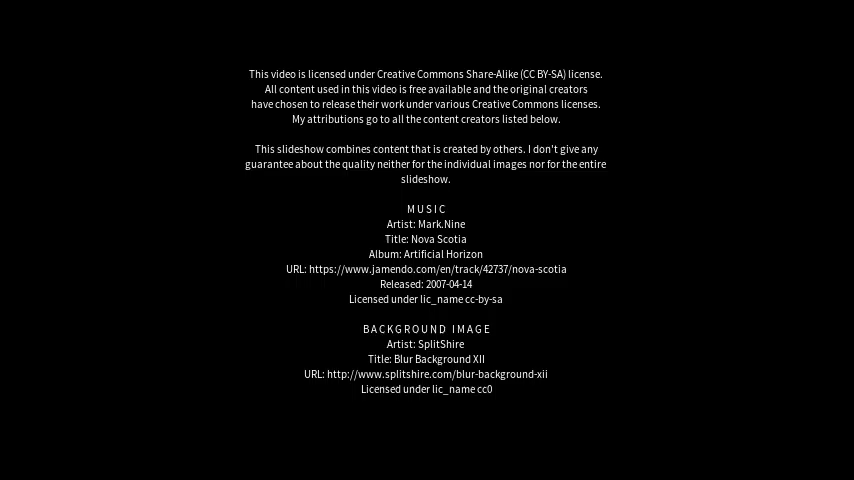 This video is licensed under Creative Commons Share-Alike (CC BY-SA) license.
All content used in this video is free available and the original creators
have chosen to release their work under various Creative Commons licenses.
My attributions go to all the content creators listed below.
This slideshow combines content that is created by others. I don't give any
guarantee about the quality neither for the individual images nor for the entire
slideshow.
MUSIC
Artist: Mark.Nine
Title: Nova Scotia
Album: Artificial Horizon
URL: https://www.jamendo.com/en/track/42737/nova-scotia
Released: 2007-04-14
Licensed under lic_name cc-by-sa
BACKGROUND IMAGE
Artist: SplitShire
Title: Blur Background XII
URL: http://www.splitshire.com/blur-background-xii
Licensed under lic_name cc0